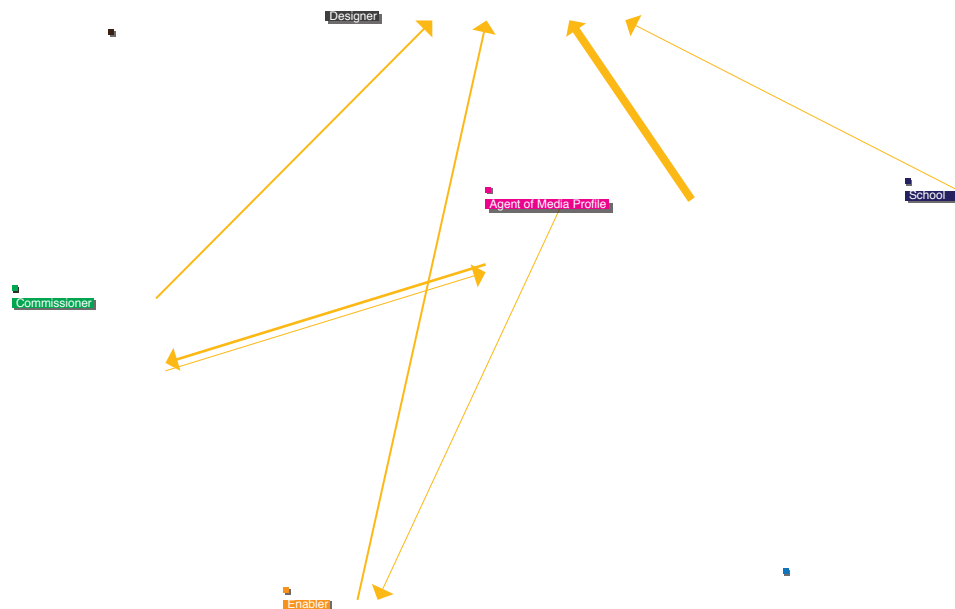 Designer
Agent of Media Profile
School
Commissioner
Enabler